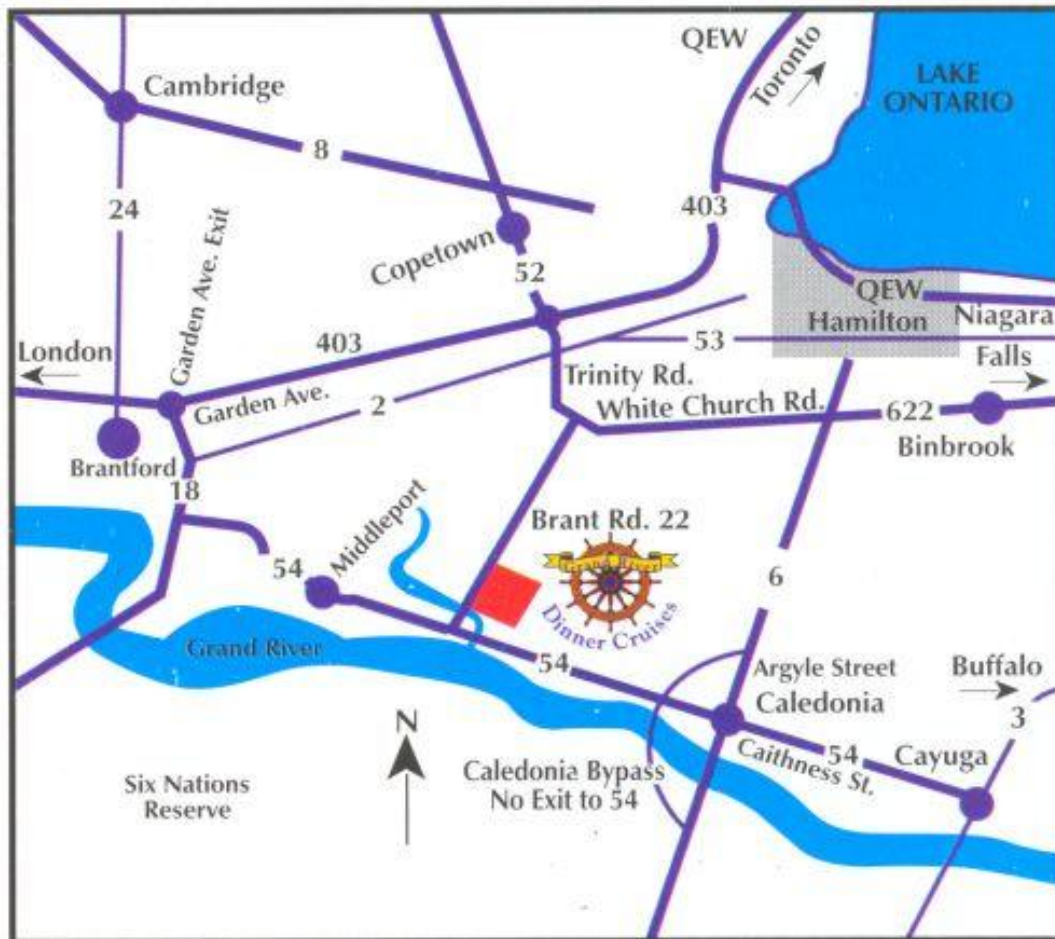 QEW
Toronto
LAKE
ONTARIO
Cambridge
8
24
Garden Ave. Exit
403
Copetown
52
QEW
Hamilton
Niagara
Falls
London
403
53
Garden Ave.
2
Trinity Rd.
White Church Rd.
622
Binbrook
Brantford
18
Middleport
Brant Rd. 22
Grand River
Dinner Cruises
54
6
Grand River
54
Argyle Street
Caledonia
Buffalo
3
N
Caithness St.
54
Cayuga
Caledonia Bypass
No Exit to 54
Six Nations
Reserve